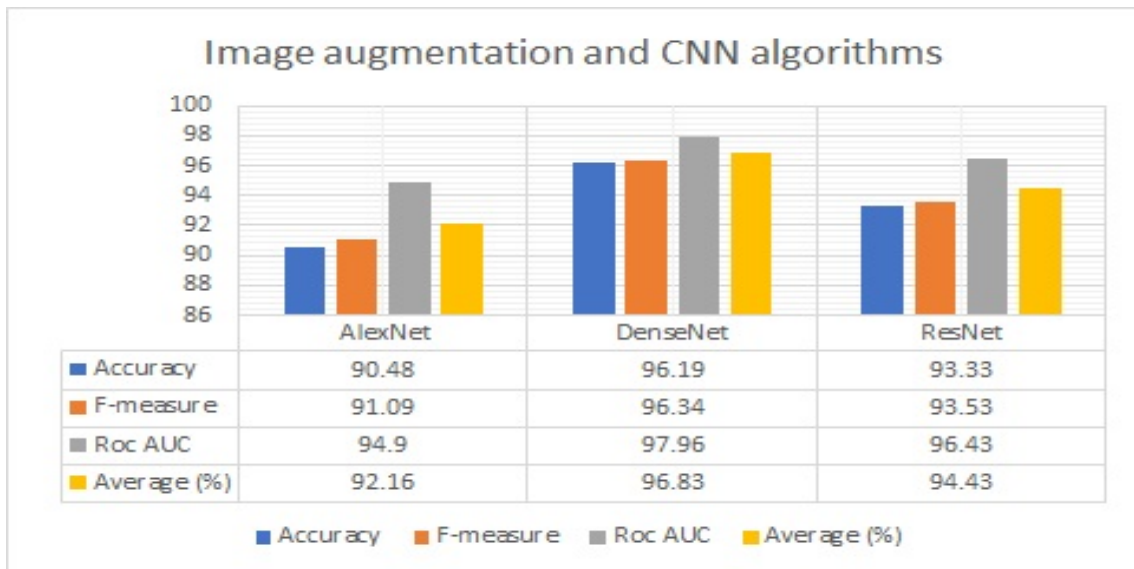 Image augmentation and CNN algorithms
100
98
96
94
92
90
88
86
AlexNet DenseNet ResNet
Accuracy 90.48 96.19 93.33
F-measure 91.09 96.34 93.53
Roc AUC 94.9 97.96 96.43
Average (%) 92.16 96.83 94.43
Accuracy F-measure Roc AUC Average (%)